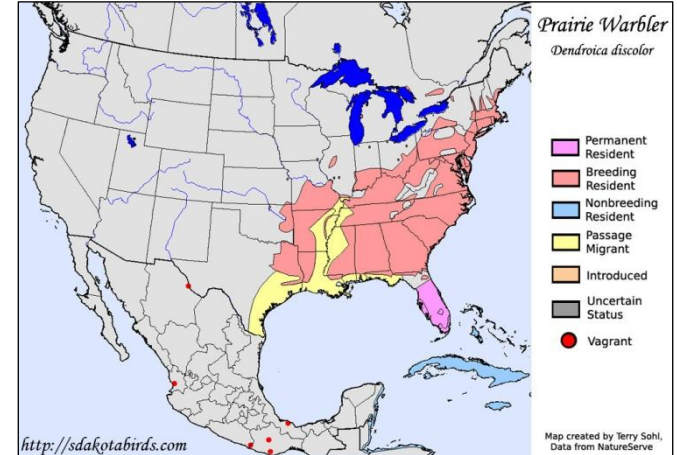 Prairie Warbler
Dendroica discolor
Permanent
Resident
Breeding
Resident
Nonbreeding
Resident
Passage
Migrant
Introduced
Uncertain
Status
Vagrant
http://sdakotabirds.com
Map created by Terry Sohl,
Data from NatureServe